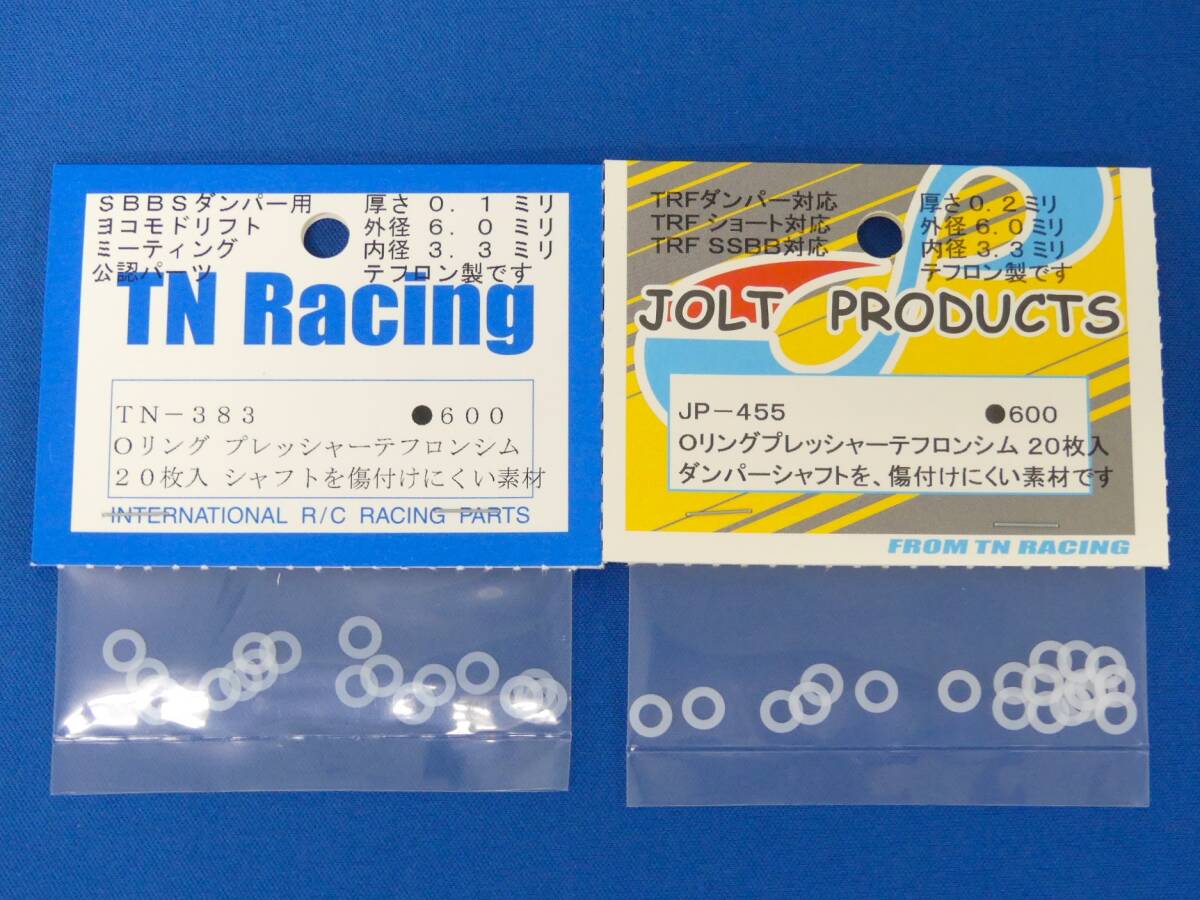 SBBSダンパー用 厚さ 0.1 ミリ
ヨコモドリフト 外径 6.0 ミリ
ミーティング 内径 3.3 ミリ
公認パーツ テフロン製です
TN Racing
TN-383 ●600
Oリング プレッシャーテフロンシム
20枚入 シャフトを傷付けにくい素材
INTERNATIONAL R/C RACING PARTS
TRFダンパー対応 厚さ0.2ミリ
TRF ショート対応 外径6.0ミリ
TRF SSBB対応 内径3.3ミリ
テフロン製です
JOLT PRODUCTS
JP-455 ●600
Oリングプレッシャーテフロンシム 20枚入
ダンパーシャフトを、傷付けにくい素材です
FROM TN RACING